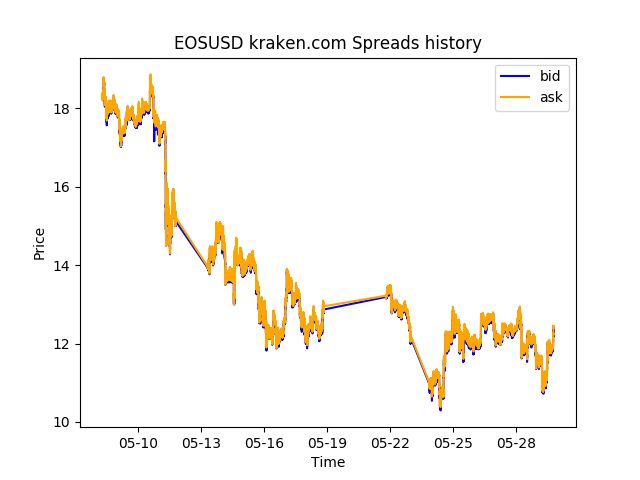 EOSUSD kraken.com Spreads history
bid
ask
Price
18
16
14
12
10
05-10 05-13 05-16 05-19 05-22 05-25 05-28
Time